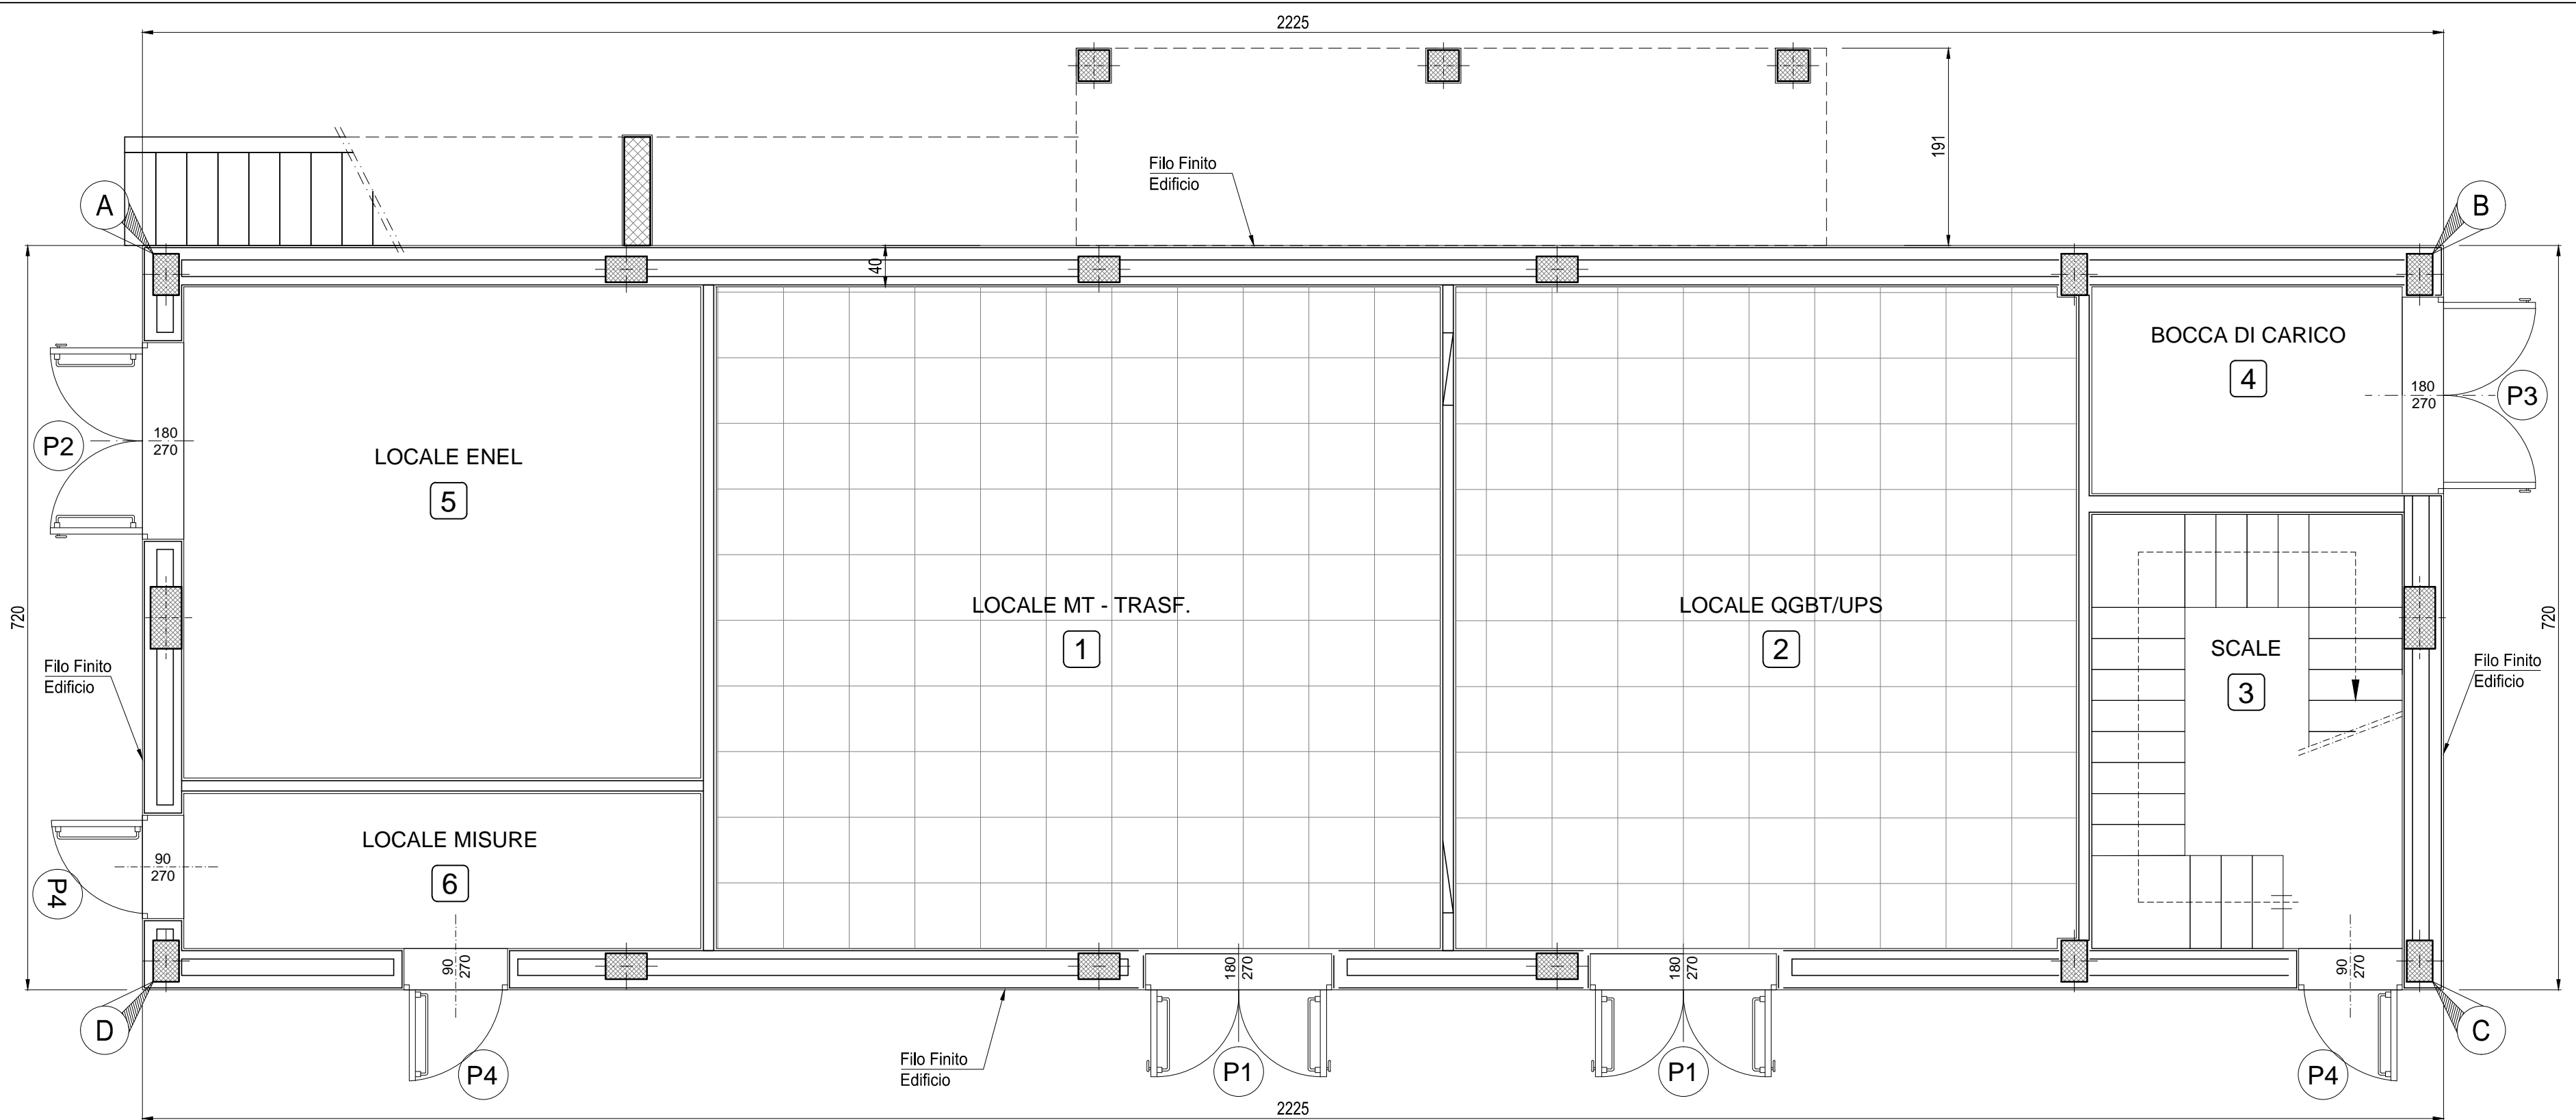 2225
191
Filo Finito
Edificio
A
B
40
BOCCA DI CARICO
4
180
270
P3
P2
180
270
LOCALE ENEL
5
LOCALE MT - TRASF.
1
LOCALE QGBT/UPS
2
SCALE
3
720
720
Filo Finito
Edificio
Filo Finito
Edificio
LOCALE MISURE
6
90
270
P4
90
270
180
270
180
270
90
270
D
C
Filo Finito
Edificio
P4
P1
P1
P4
2225